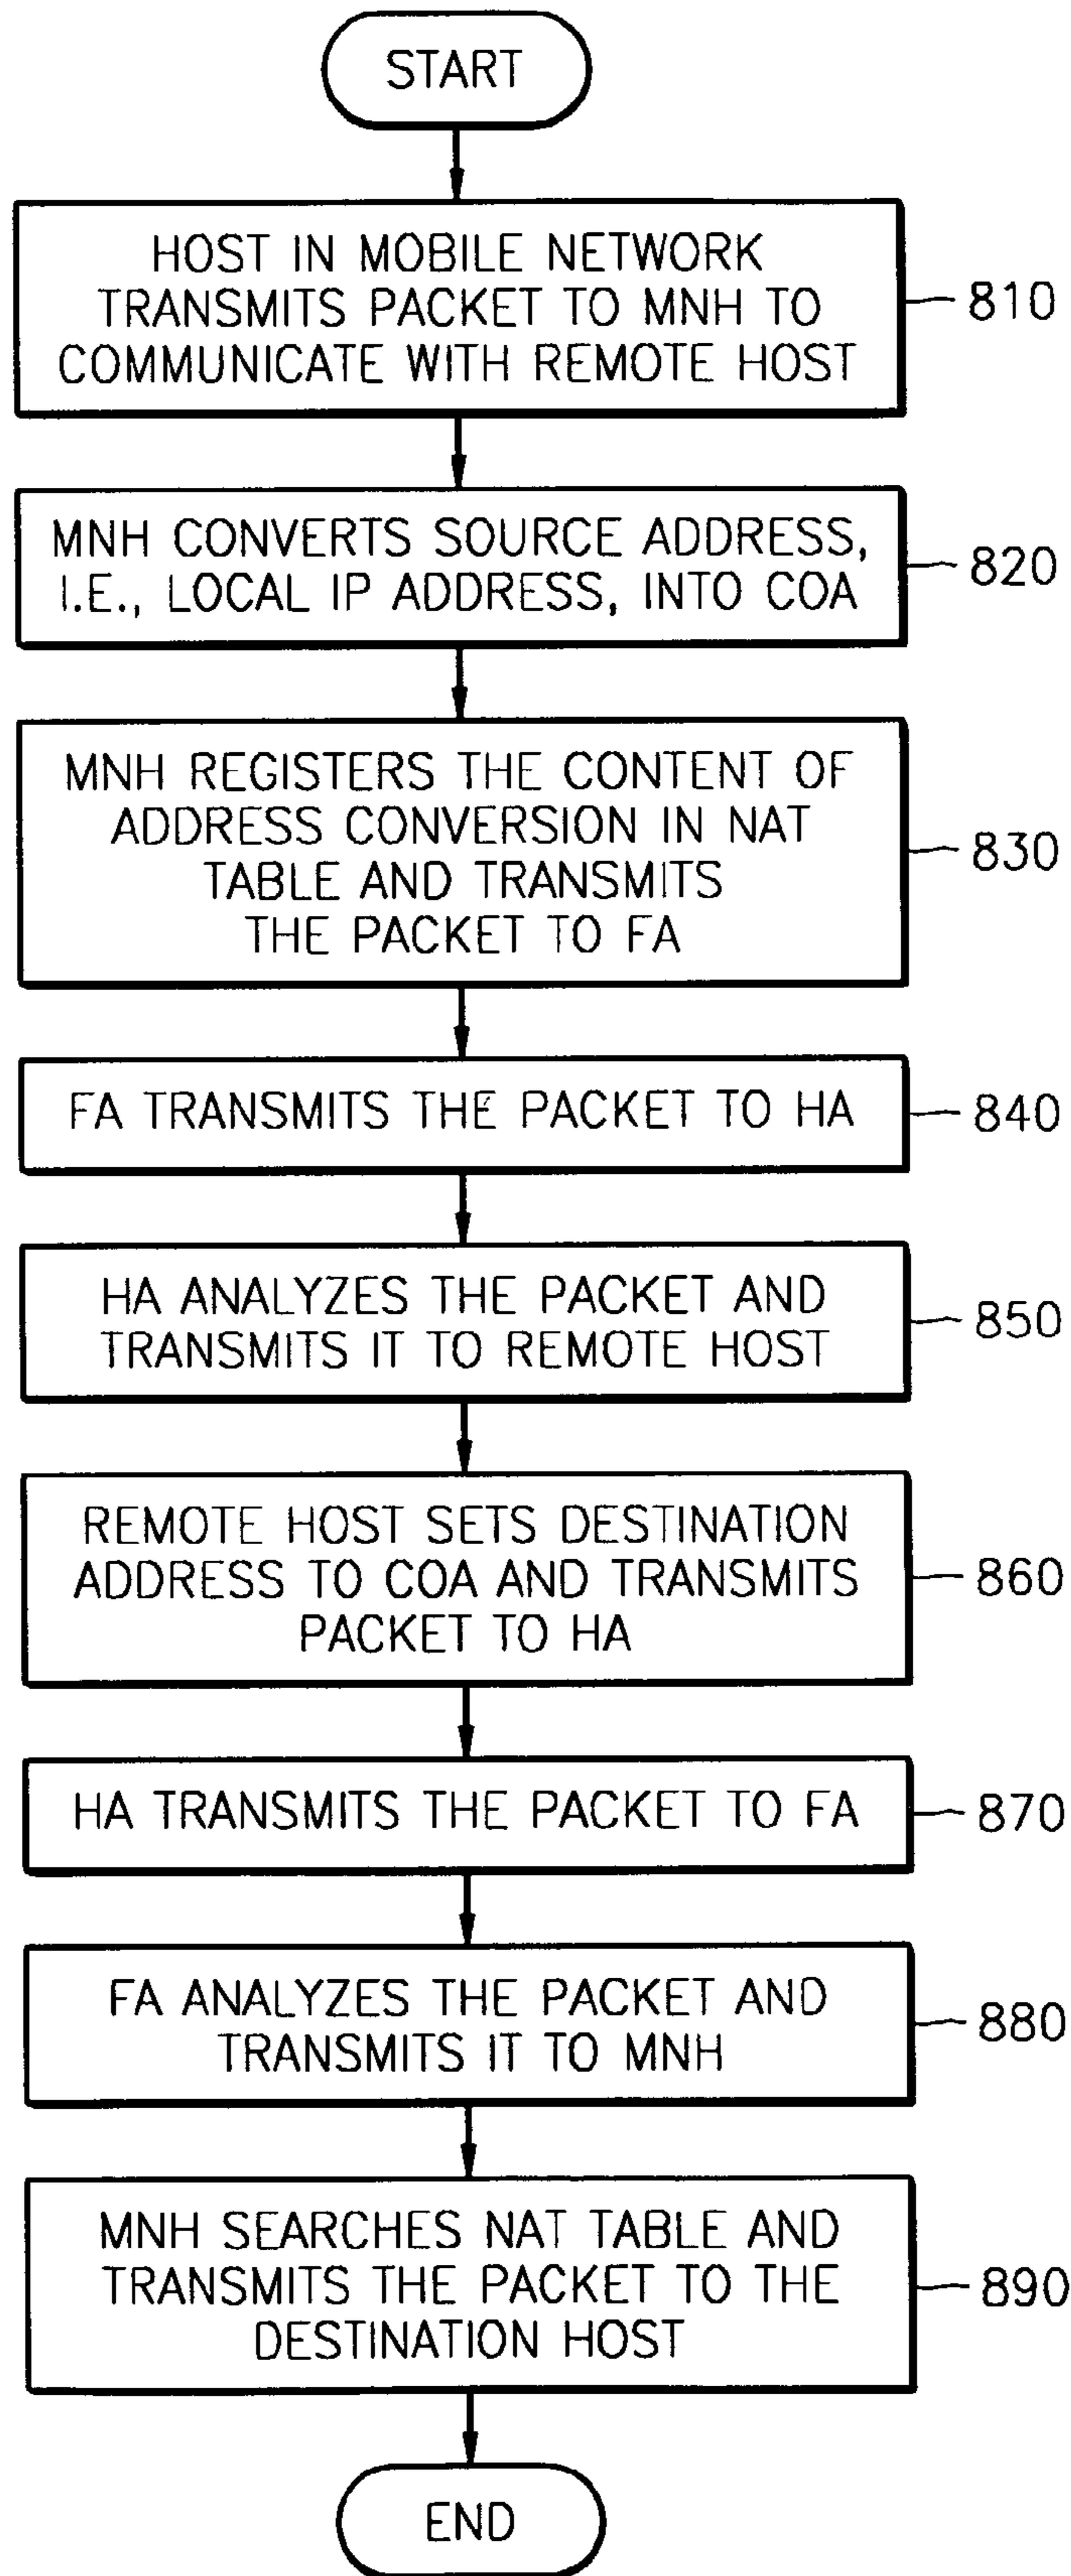 START
HOST IN MOBILE NETWORK
TRANSMITS PACKET TO MNH TO
COMMUNICATE WITH REMOTE HOST
810
MNH CONVERTS SOURCE ADDRESS,
I.E., LOCAL IP ADDRESS, INTO COA
820
MNH REGISTERS THE CONTENT OF
ADDRESS CONVERSION IN NAT
TABLE AND TRANSMITS
THE PACKET TO FA
830
FA TRANSMITS THE PACKET TO HA
840
HA ANALYZES THE PACKET AND
TRANSMITS IT TO REMOTE HOST
850
REMOTE HOST SETS DESTINATION
ADDRESS TO COA AND TRANSMITS
PACKET TO HA
860
HA TRANSMITS THE PACKET TO FA
870
FA ANALYZES THE PACKET AND
TRANSMITS IT TO MNH
880
MNH SEARCHES NAT TABLE AND
TRANSMITS THE PACKET TO THE
DESTINATION HOST
890
END